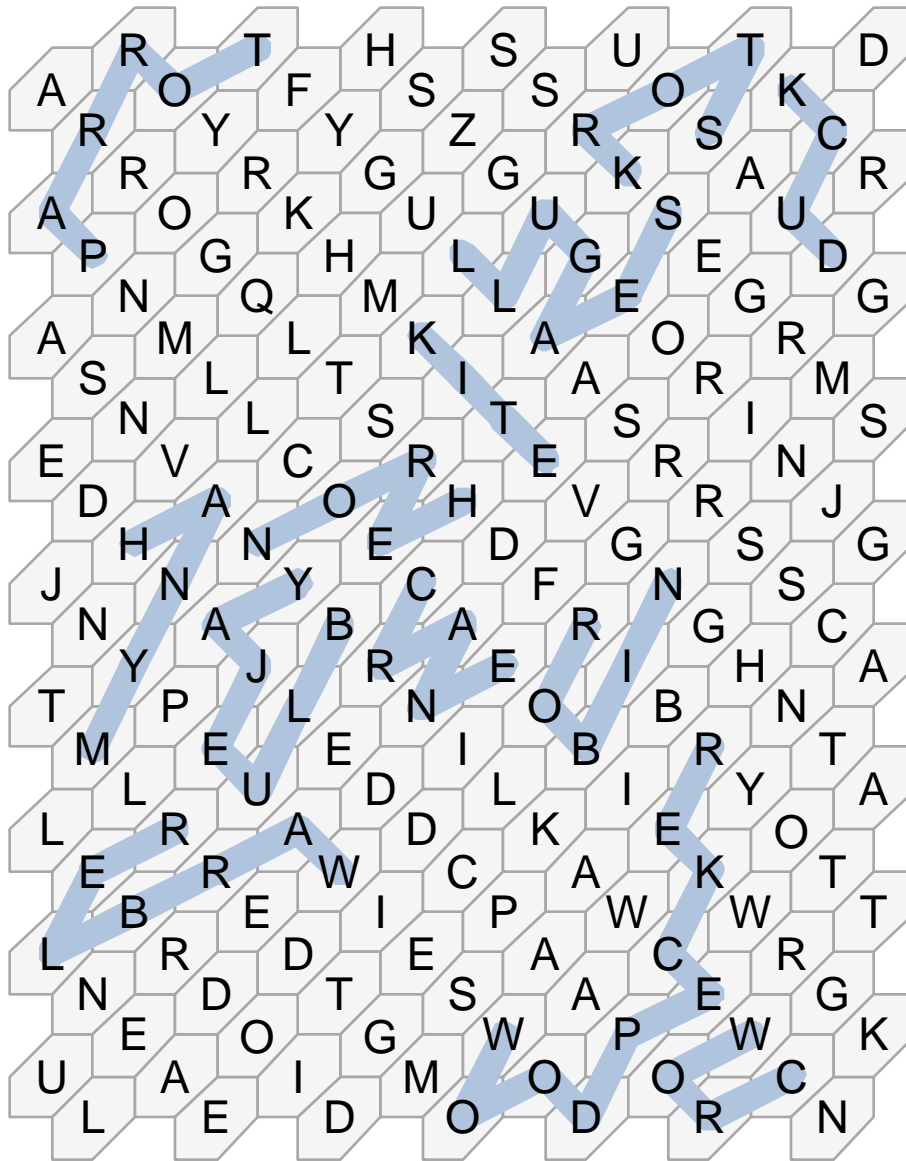 R T H S U T D
A O F S S O K
R Y Y Z R S C
R R G G K A R
A O K U U S U
P G H L G E D
N Q M L E G G
A M L K A O R
S L T I A R M
N L S T S I S
E V C R E R N
D A O H V R J
H N E D G S G
J N Y C F N S
N A B A R G C
Y J R E I H A
T P L N O B N
M E E I B R T
L U D L I Y A
L R A D K E O
E R W C A K T
B E I P W W T
L R D E A C R
N D T S A E G
E O G W P W K
U A I M O O C
L E D O D R N